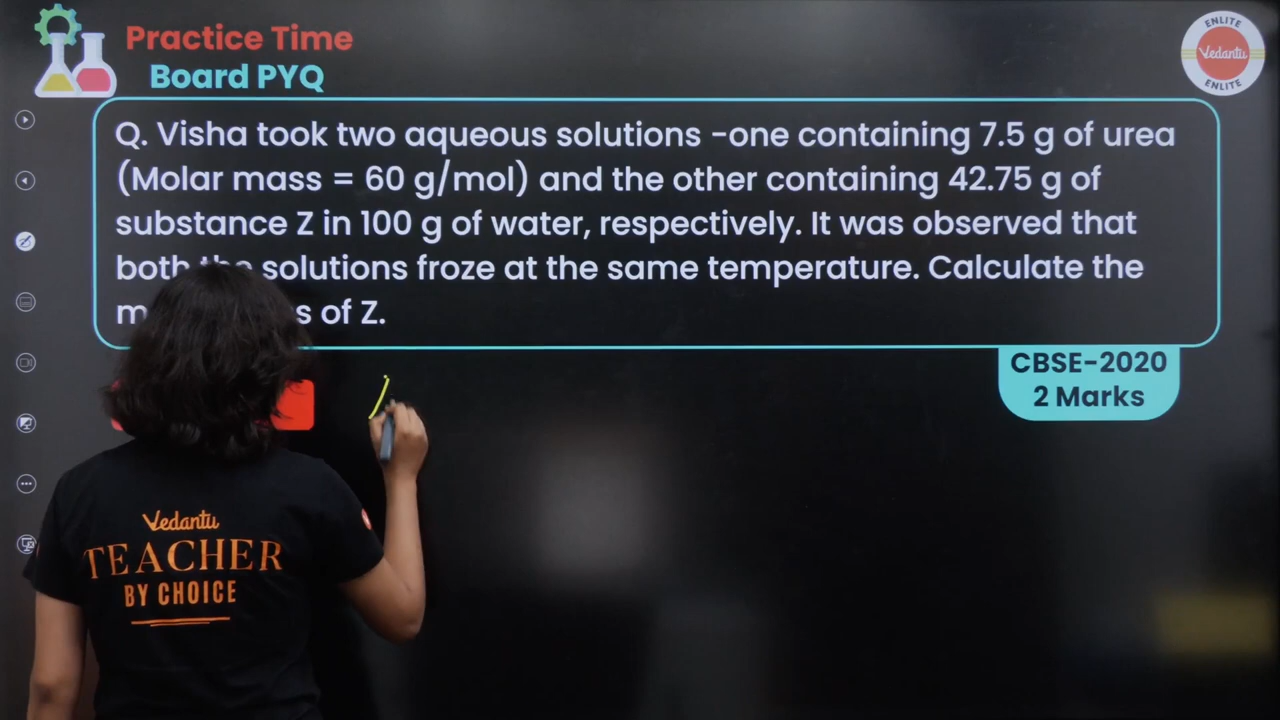 Practice Time
Board PYQ
ENLITE
Vedantu
ENLITE
Q. Visha took two aqueous solutions -one containing 7.5 g of urea
(Molar mass = 60 g/mol) and the other containing 42.75 g of
substance Z in 100 g of water, respectively. It was observed that
both the solutions froze at the same temperature. Calculate the
of Z.
CBSE-2020
2 Marks
Vedantu
TEACHER
BY CHOICE